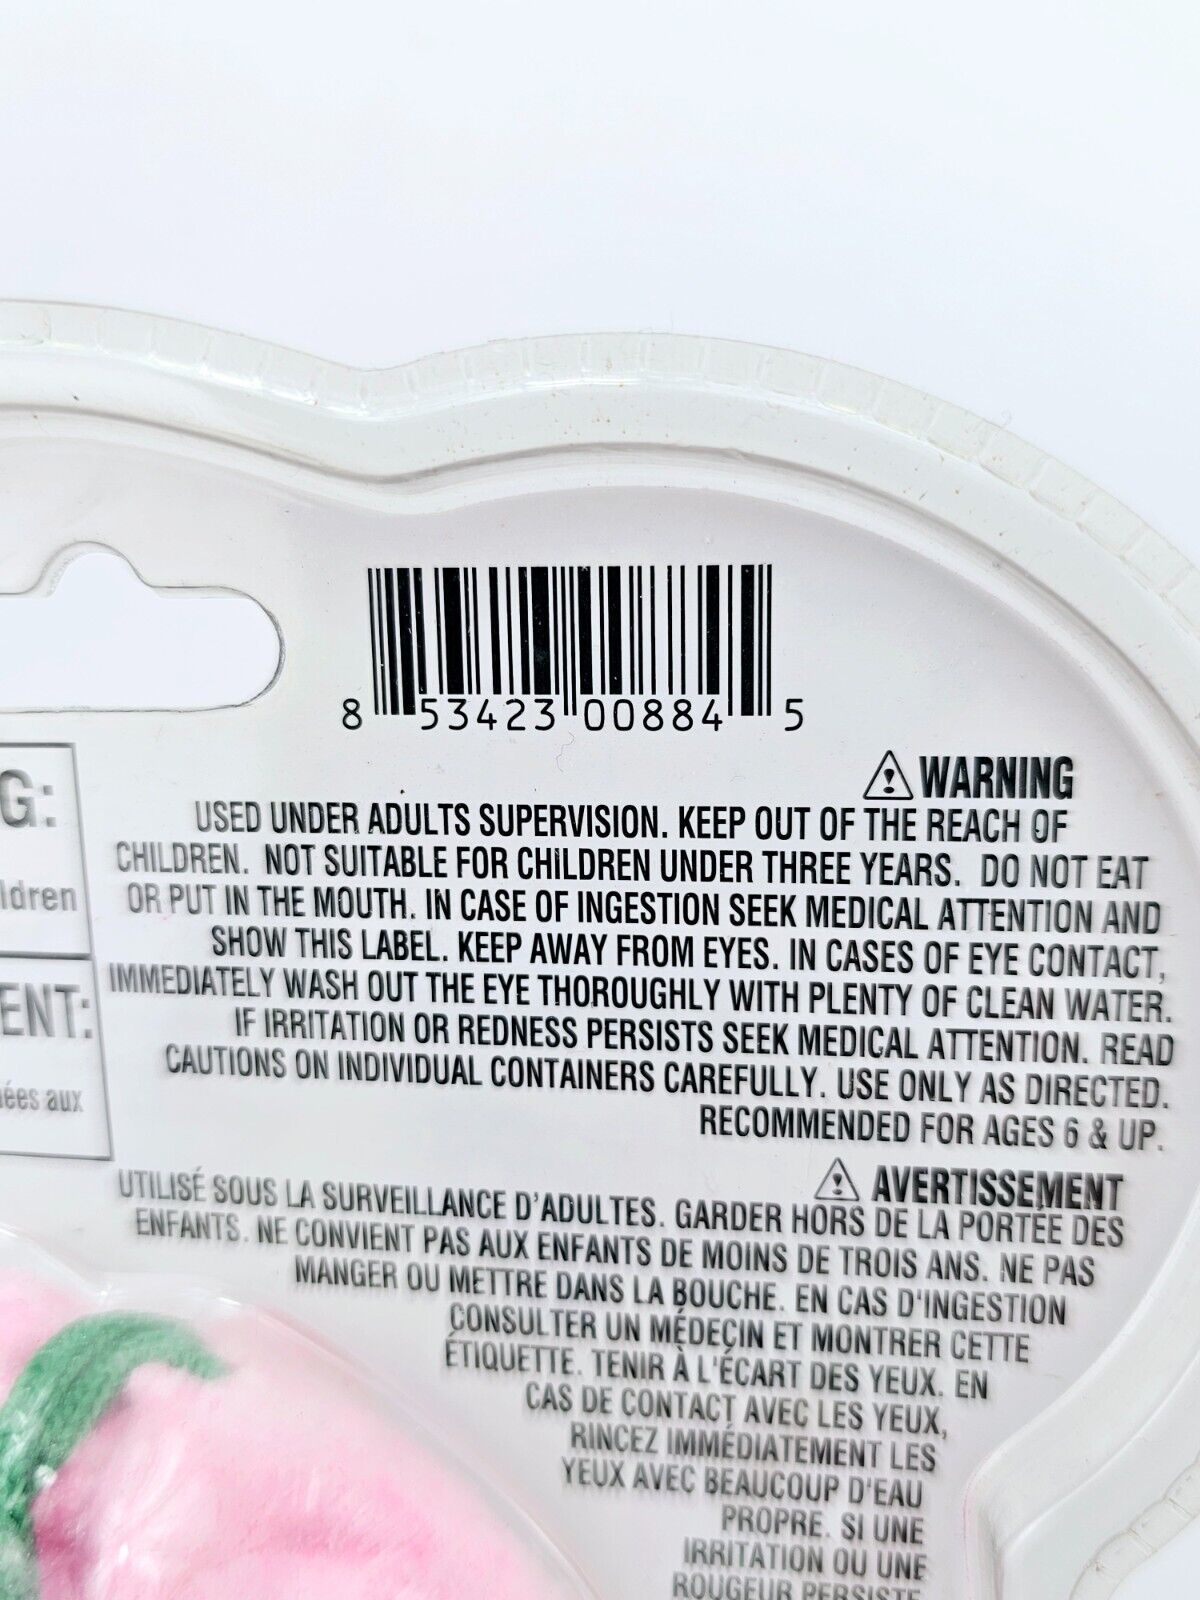 8 53423 00884 5
G:
ldren
ENT:
ées aux
⚠ WARNING
USED UNDER ADULTS SUPERVISION. KEEP OUT OF THE REACH OF
CHILDREN. NOT SUITABLE FOR CHILDREN UNDER THREE YEARS. DO NOT EAT
OR PUT IN THE MOUTH. IN CASE OF INGESTION SEEK MEDICAL ATTENTION AND
SHOW THIS LABEL. KEEP AWAY FROM EYES. IN CASES OF EYE CONTACT,
IMMEDIATELY WASH OUT THE EYE THOROUGHLY WITH PLENTY OF CLEAN WATER.
IF IRRITATION OR REDNESS PERSISTS SEEK MEDICAL ATTENTION. READ
CAUTIONS ON INDIVIDUAL CONTAINERS CAREFULLY. USE ONLY AS DIRECTED.
RECOMMENDED FOR AGES 6 & UP.
⚠ AVERTISSEMENT
UTILISÉ SOUS LA SURVEILLANCE D'ADULTES. GARDER HORS DE LA PORTÉE DES
ENFANTS. NE CONVIENT PAS AUX ENFANTS DE MOINS DE TROIS ANS. NE PAS
MANGER OU METTRE DANS LA BOUCHE. EN CAS D'INGESTION
CONSULTER UN MÉDECIN ET MONTRER CETTE
ÉTIQUETTE. TENIR À L'ÉCART DES YEUX. EN
CAS DE CONTACT AVEC LES YEUX,
RINCEZ IMMÉDIATEMENT LES
YEUX AVEC BEAUCOUP D'EAU
PROPRE. SI UNE
IRRITATION OU UNE
ROUGEUR PERSISTE